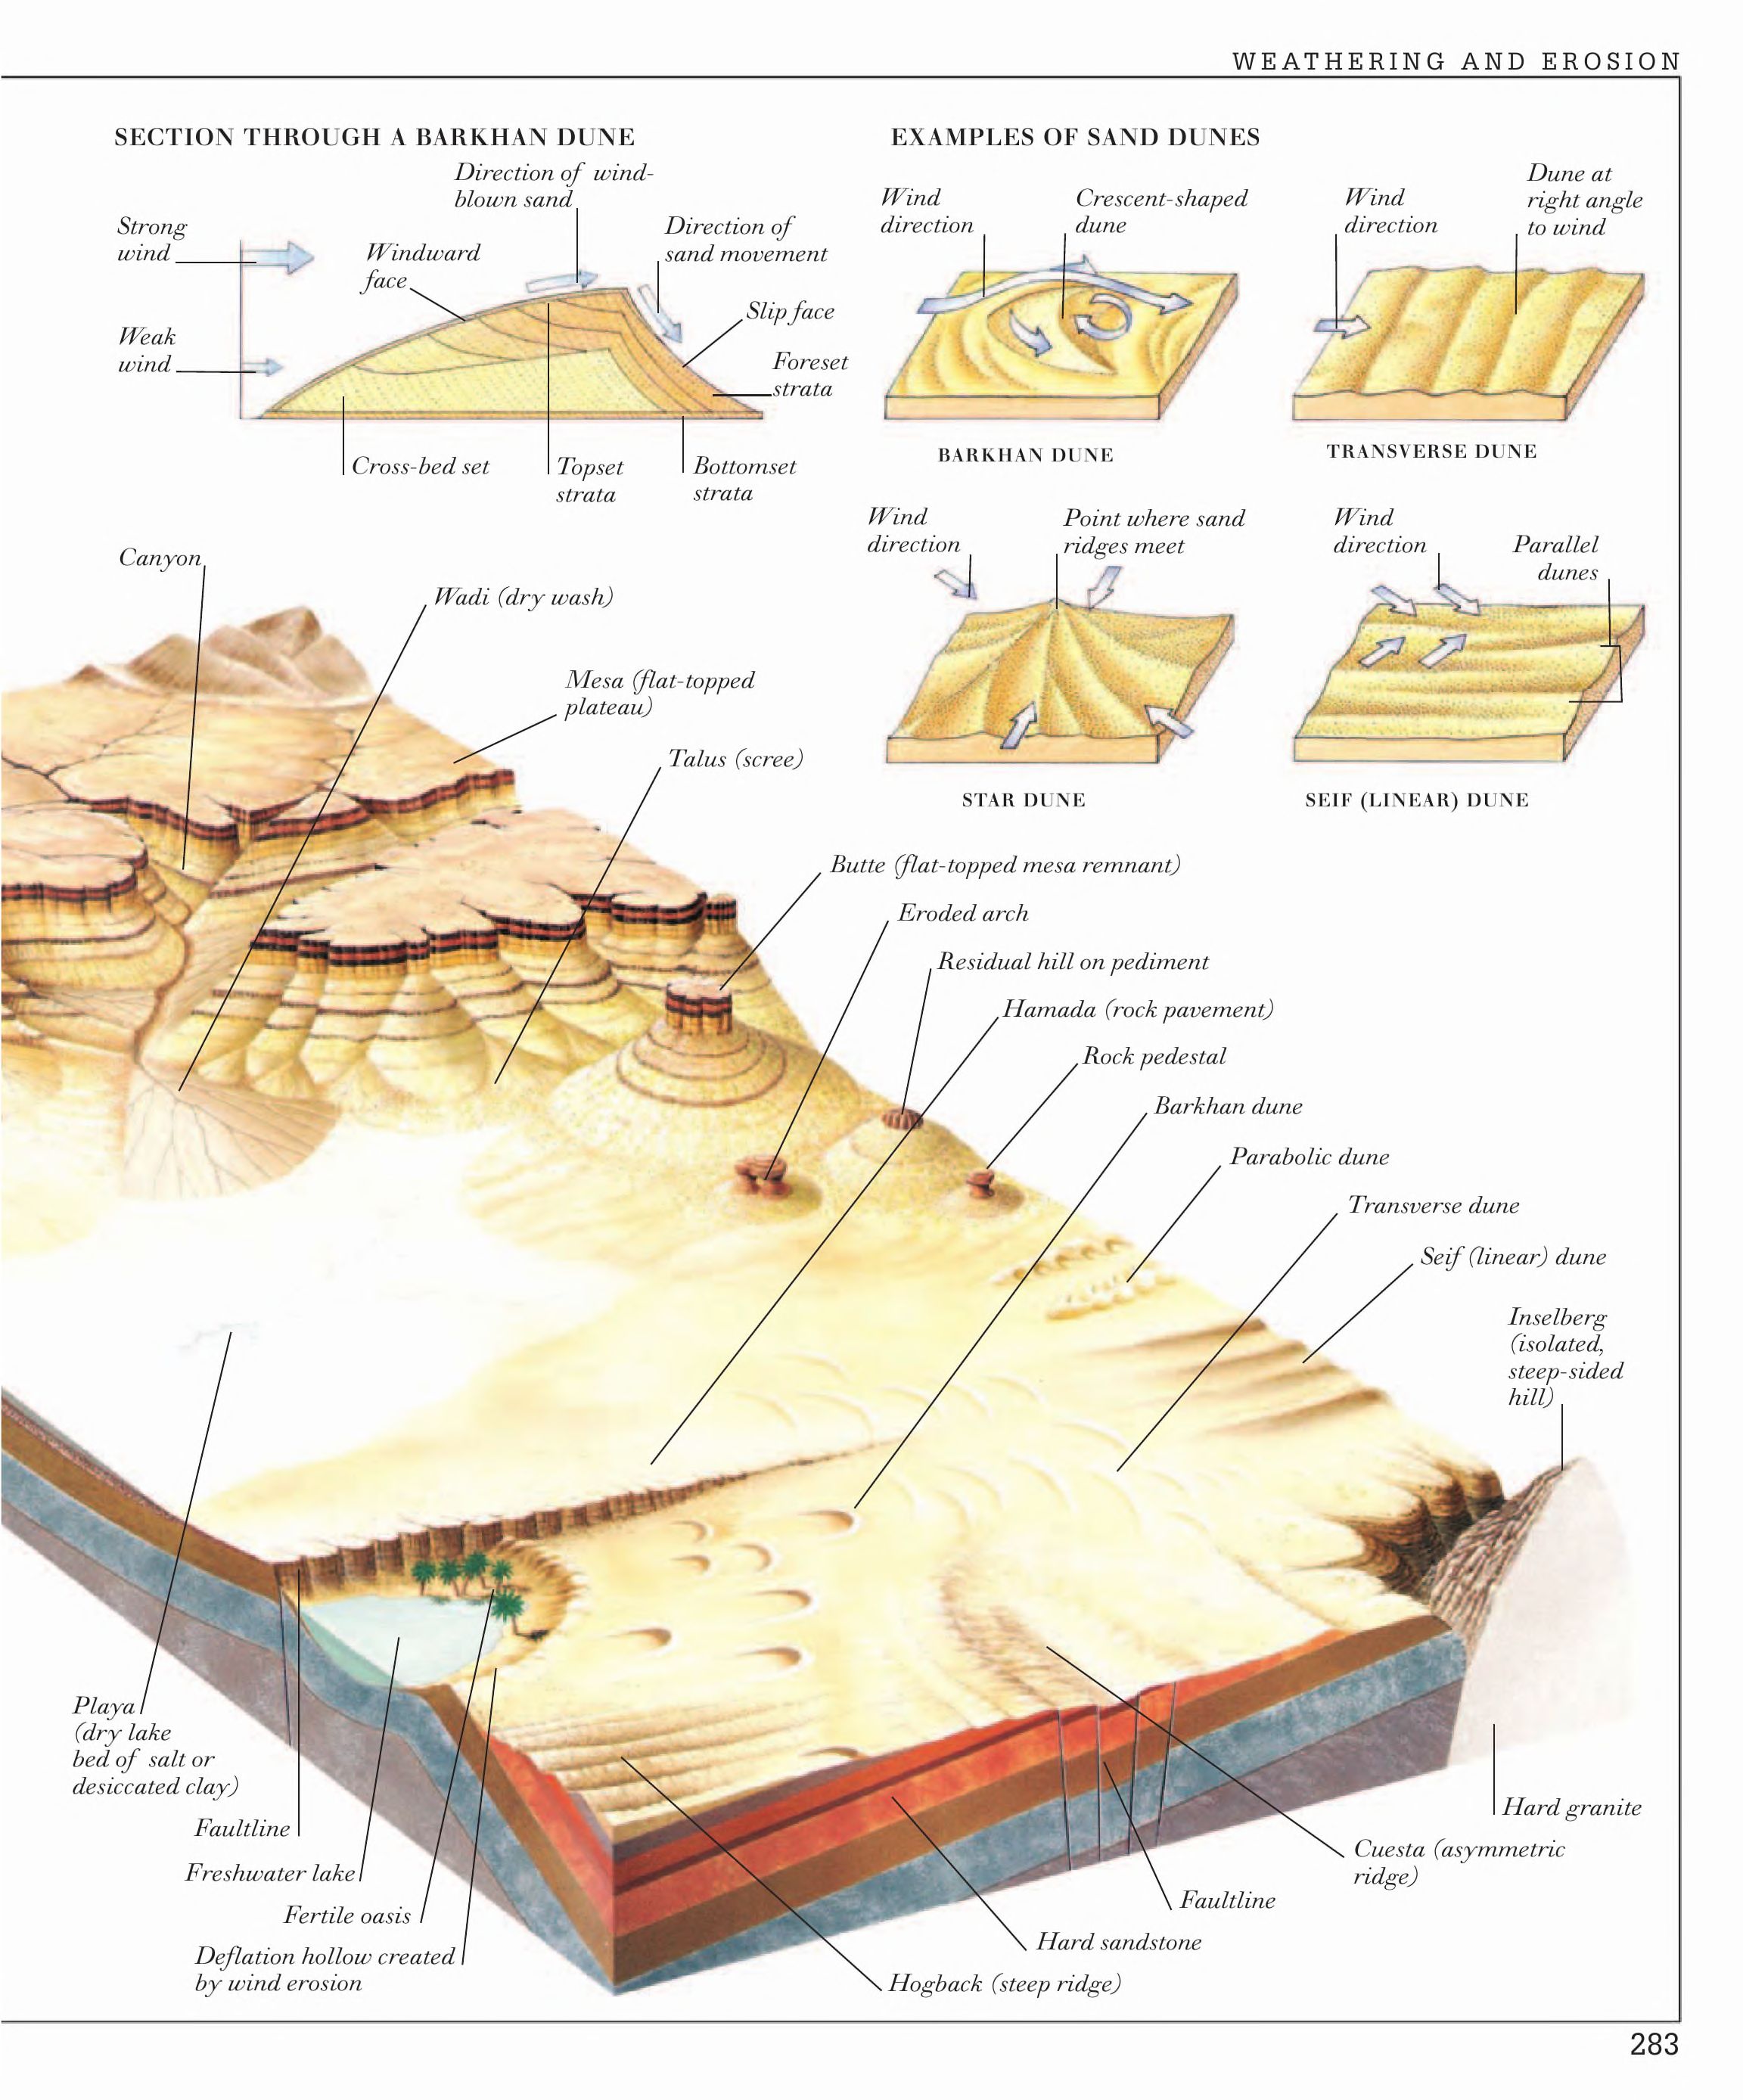 WEATHERING AND EROSION
SECTION THROUGH A BARKHAN DUNE
Direction of wind-
blown sand
Strong
wind
Windward
face
Direction of
sand movement
Slip face
Weak
wind
Foreset
strata
Cross-bed set
Topset
strata
Bottomset
strata
EXAMPLES OF SAND DUNES
Wind
direction
Crescent-shaped
dune
BARKHAN DUNE
Wind
direction
Dune at
right angle
to wind
TRANSVERSE DUNE
Wind
direction
Point where sand
ridges meet
STAR DUNE
Wind
direction
Parallel
dunes
SEIF (LINEAR) DUNE
Canyon
Wadi (dry wash)
Mesa (flat-topped
plateau)
Talus (scree)
Butte (flat-topped mesa remnant)
Eroded arch
Residual hill on pediment
Hamada (rock pavement)
Rock pedestal
Barkhan dune
Parabolic dune
Transverse dune
Seif (linear) dune
Inselberg
(isolated,
steep-sided
hill)
Playa
(dry lake
bed of salt or
desiccated clay)
Faultline
Freshwater lake
Fertile oasis
Deflation hollow created
by wind erosion
Hard granite
Cuesta (asymmetric
ridge)
Faultline
Hard sandstone
Hogback (steep ridge)
283